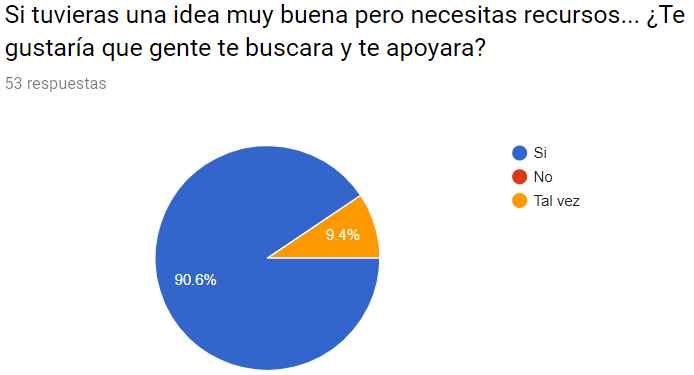 Si tuvieras una idea muy buena pero necesitas recursos... ¿Te
gustaría que gente te buscara y te apoyara?
53 respuestas
Si
No
Tal vez
9.4%
90.6%